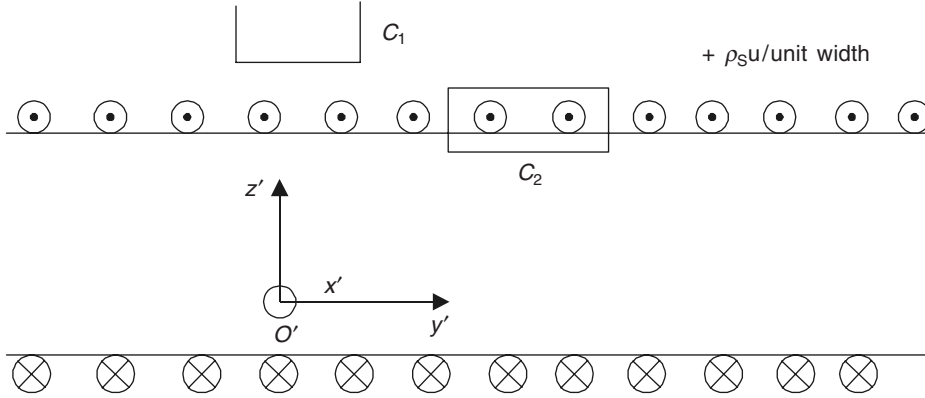 C₁
+ ρₛu/unit width
C₂
z′
x′
O′
y′